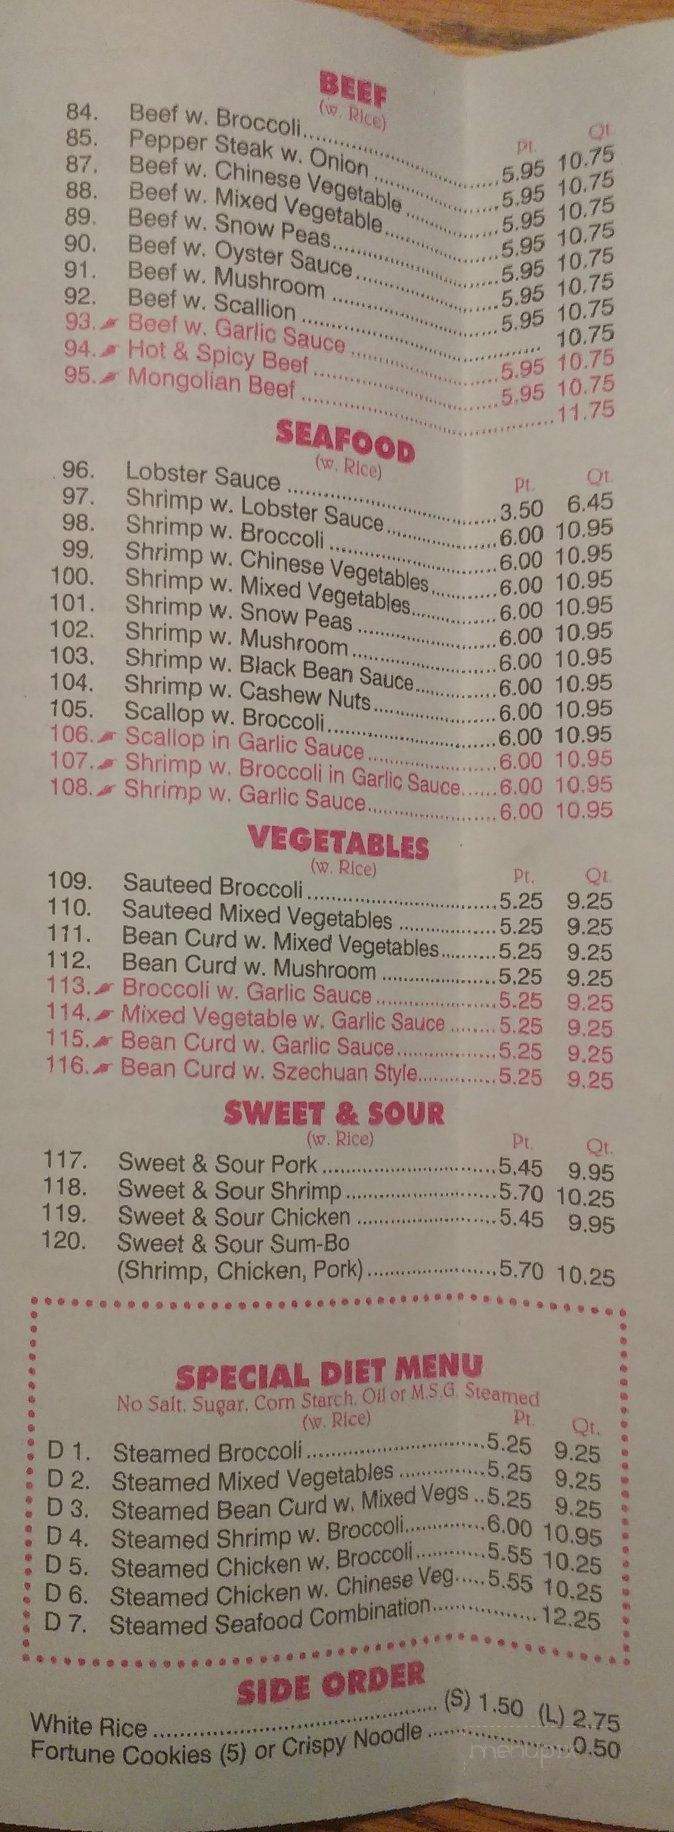 BEEF
(w. Rice)
Pt. Qt.
84. Beef w. Broccoli 5.95 10.75
85. Pepper Steak w. Onion 5.95 10.75
87. Beef w. Chinese Vegetable 5.95 10.75
88. Beef w. Mixed Vegetable 5.95 10.75
89. Beef w. Snow Peas 5.95 10.75
90. Beef w. Oyster Sauce 5.95 10.75
91. Beef w. Mushroom 5.95 10.75
92. Beef w. Scallion 10.75
93. Beef w. Garlic Sauce 5.95 10.75
94. Hot & Spicy Beef 5.95 10.75
95. Mongolian Beef 11.75
SEAFOOD
(w. Rice)
Pt. Qt.
96. Lobster Sauce 3.50 6.45
97. Shrimp w. Lobster Sauce 6.00 10.95
98. Shrimp w. Broccoli 6.00 10.95
99. Shrimp w. Chinese Vegetables 6.00 10.95
100. Shrimp w. Mixed Vegetables 6.00 10.95
101. Shrimp w. Snow Peas 6.00 10.95
102. Shrimp w. Mushroom 6.00 10.95
103. Shrimp w. Black Bean Sauce 6.00 10.95
104. Shrimp w. Cashew Nuts 6.00 10.95
105. Scallop w. Broccoli 6.00 10.95
106. Scallop in Garlic Sauce 6.00 10.95
107. Shrimp w. Broccoli in Garlic Sauce 6.00 10.95
108. Shrimp w. Garlic Sauce 6.00 10.95
VEGETABLES
(w. Rice)
Pt. Qt.
109. Sauteed Broccoli 5.25 9.25
110. Sauteed Mixed Vegetables 5.25 9.25
111. Bean Curd w. Mixed Vegetables 5.25 9.25
112. Bean Curd w. Mushroom 5.25 9.25
113. Broccoli w. Garlic Sauce 5.25 9.25
114. Mixed Vegetable w. Garlic Sauce 5.25 9.25
115. Bean Curd w. Garlic Sauce 5.25 9.25
116. Bean Curd w. Szechuan Style 5.25 9.25
SWEET & SOUR
(w. Rice)
Pt. Qt.
117. Sweet & Sour Pork 5.45 9.95
118. Sweet & Sour Shrimp 5.70 10.25
119. Sweet & Sour Chicken 5.45 9.95
120. Sweet & Sour Sum-Bo
(Shrimp, Chicken, Pork) 5.70 10.25
SPECIAL DIET MENU
No Salt, Sugar, Corn Starch, Oil or M.S.G. Steamed
(w. Rice)
Pt. Qt.
D 1. Steamed Broccoli 5.25 9.25
D 2. Steamed Mixed Vegetables 5.25 9.25
D 3. Steamed Bean Curd w. Mixed Vegs 5.25 9.25
D 4. Steamed Shrimp w. Broccoli 6.00 10.95
D 5. Steamed Chicken w. Broccoli 5.55 10.25
D 6. Steamed Chicken w. Chinese Veg 5.55 10.25
D 7. Steamed Seafood Combination 12.25
SIDE ORDER
White Rice (S) 1.50 (L) 2.75
Fortune Cookies (5) or Crispy Noodle 0.50